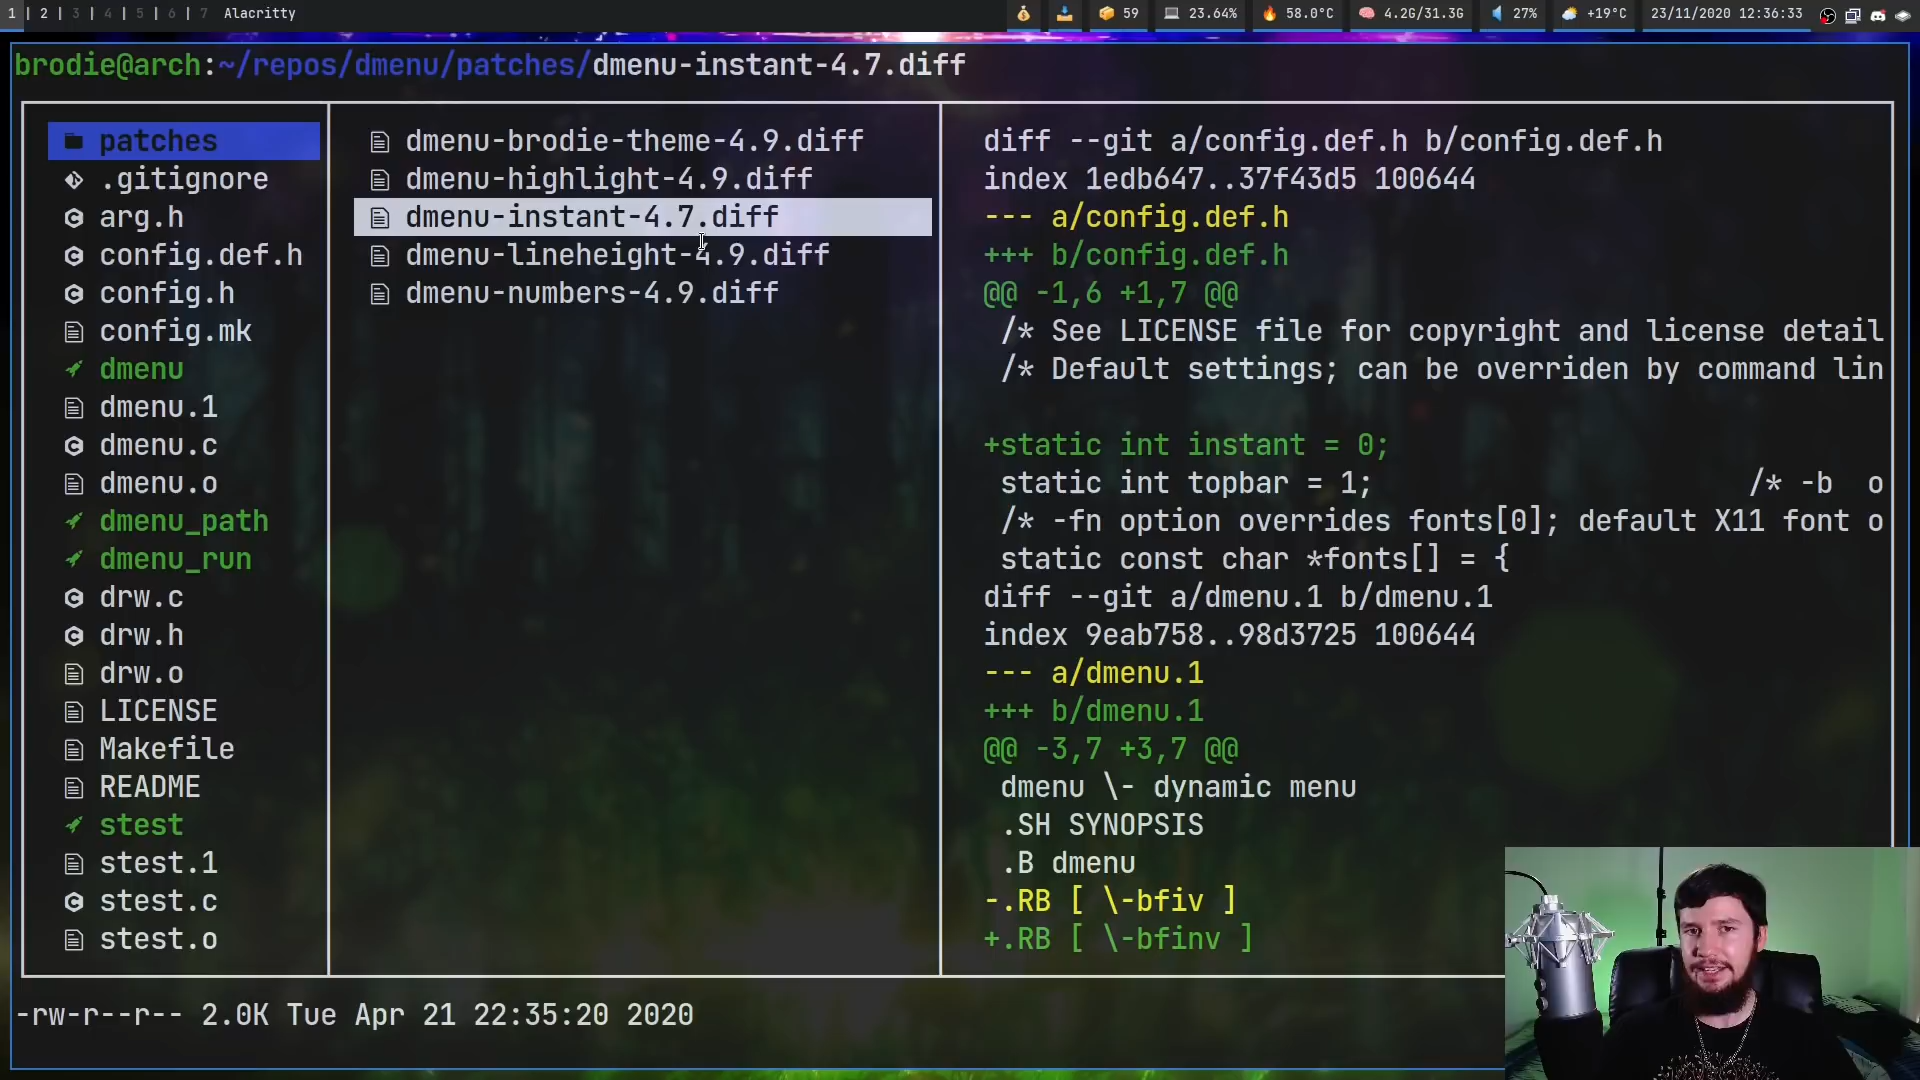 1 | 2 | 3 | 4 | 5 | 6 | 7 Alacritty
59 23.64% 58.0°C 4.2G/31.3G 27% +19°C 23/11/2020 12:36:33
brodie@arch:~/repos/dmenu/patches/dmenu-instant-4.7.diff
patches
.gitignore
arg.h
config.def.h
config.h
config.mk
dmenu
dmenu.1
dmenu.c
dmenu.o
dmenu_path
dmenu_run
drw.c
drw.h
drw.o
LICENSE
Makefile
README
stest
stest.1
stest.c
stest.o
dmenu-brodie-theme-4.9.diff
dmenu-highlight-4.9.diff
dmenu-instant-4.7.diff
dmenu-lineheight-4.9.diff
dmenu-numbers-4.9.diff
diff --git a/config.def.h b/config.def.h
index 1edb647..37f43d5 100644
--- a/config.def.h
+++ b/config.def.h
@@ -1,6 +1,7 @@
/* See LICENSE file for copyright and license detail
/* Default settings; can be overriden by command lin
+static int instant = 0;
static int topbar = 1; /* -b o
/* -fn option overrides fonts[0]; default X11 font o
static const char *fonts[] = {
diff --git a/dmenu.1 b/dmenu.1
index 9eab758..98d3725 100644
--- a/dmenu.1
+++ b/dmenu.1
@@ -3,7 +3,7 @@
dmenu \- dynamic menu
.SH SYNOPSIS
.B dmenu
-.RB [ \-bfiv ]
+.RB [ \-bfinv ]
-rw-r--r-- 2.0K Tue Apr 21 22:35:20 2020